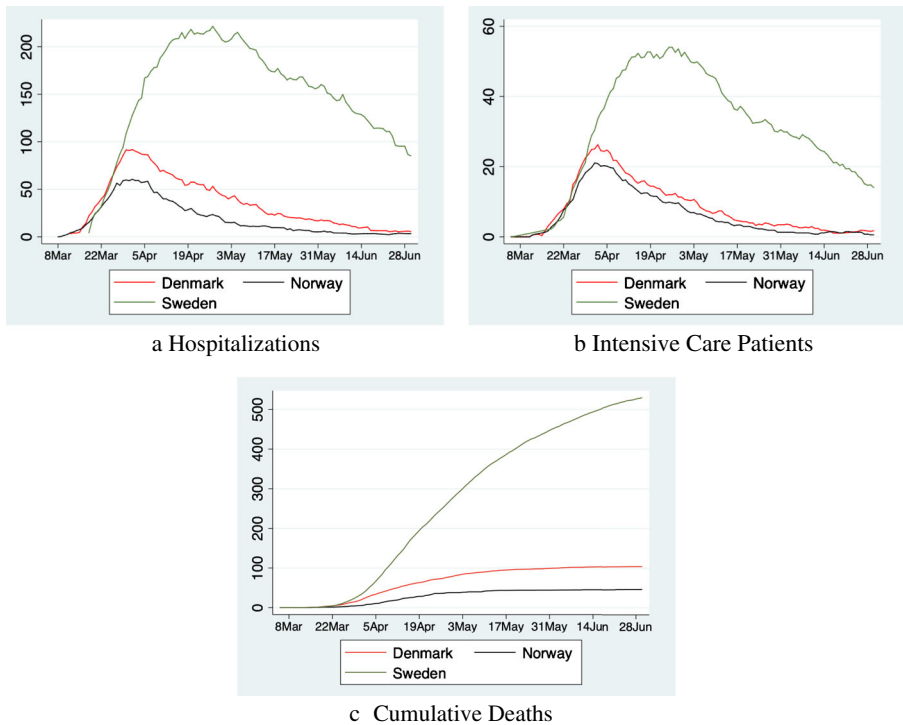 200
150
100
50
0
8Mar 22Mar 5Apr 19Apr 3May 17May 31May 14Jun 28Jun
Denmark Norway
Sweden
a Hospitalizations
60
40
20
0
8Mar 22Mar 5Apr 19Apr 3May 17May 31May 14Jun 28Jun
Denmark Norway
Sweden
b Intensive Care Patients
500
400
300
200
100
0
8Mar 22Mar 5Apr 19Apr 3May 17May 31May 14Jun 28Jun
Denmark Norway
Sweden
c Cumulative Deaths